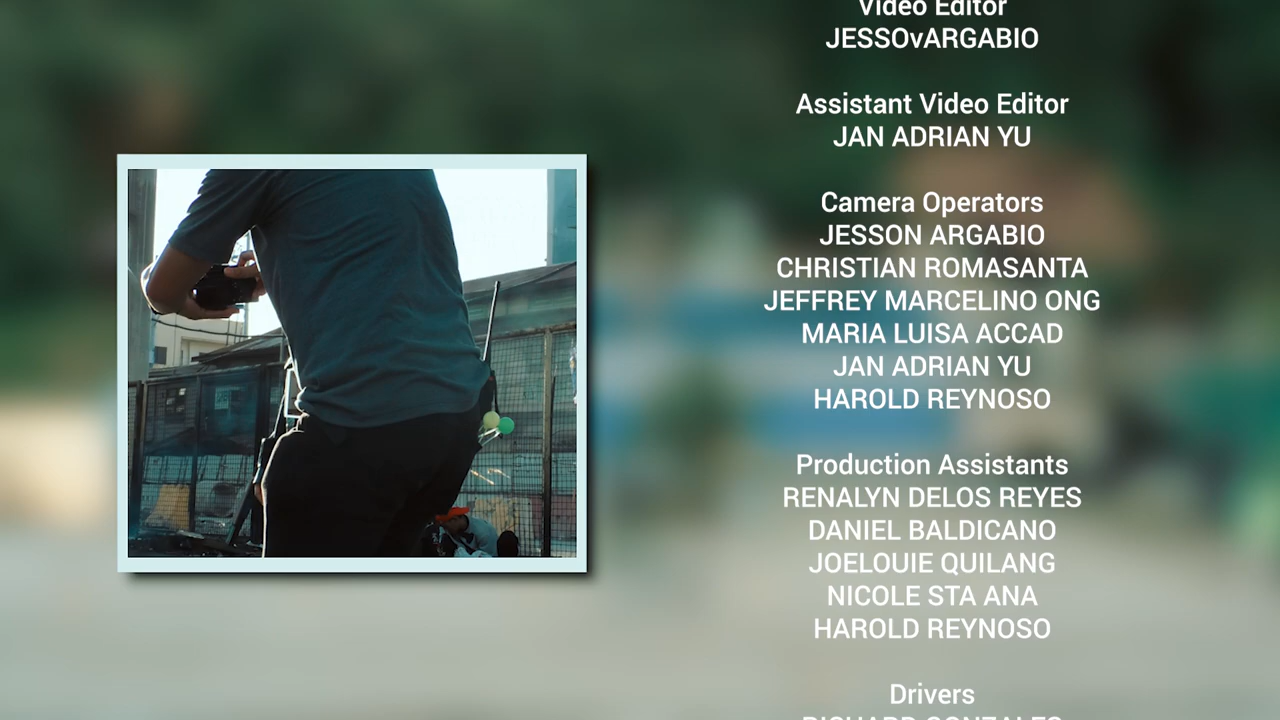 Video Editor
JESSOvARGABIO
Assistant Video Editor
JAN ADRIAN YU
Camera Operators
JESSON ARGABIO
CHRISTIAN ROMASANTA
JEFFREY MARCELINO ONG
MARIA LUISA ACCAD
JAN ADRIAN YU
HAROLD REYNOSO
Production Assistants
RENALYN DELOS REYES
DANIEL BALDICANO
JOELOUIE QUILANG
NICOLE STA ANA
HAROLD REYNOSO
Drivers
RICHARD GONZALES